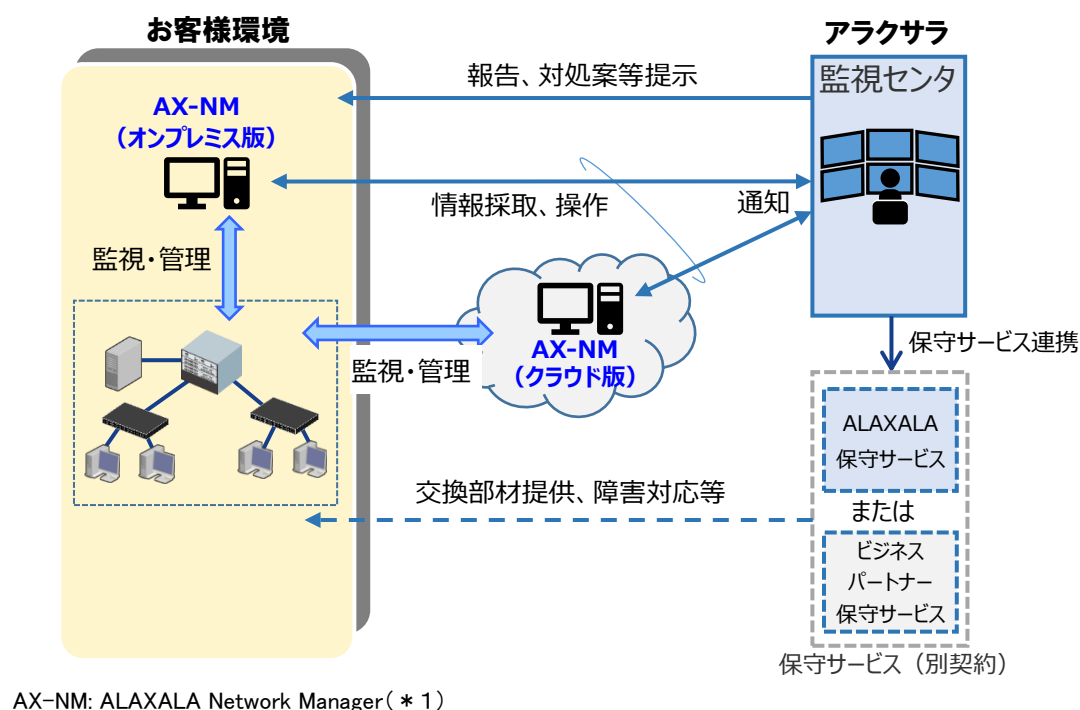 お客様環境
アラクサラ
報告、対処案等提示
監視センタ
AX-NM
（オンプレミス版）
情報採取、操作
通知
監視・管理
監視・管理
AX-NM
（クラウド版）
保守サービス連携
ALAXALA
保守サービス
または
交換部材提供、障害対応等
ビジネス
パートナー
保守サービス
保守サービス（別契約）
AX-NM: ALAXALA Network Manager（＊1）